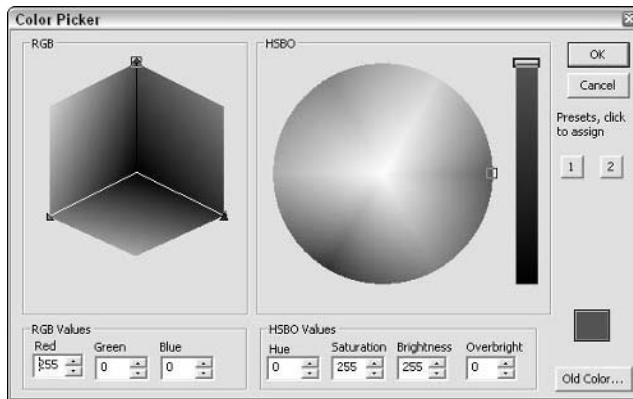 Color Picker
RGB
HSBO
OK
Cancel
Presets, click
to assign
1 2
RGB Values
Red Green Blue
255 0 0
HSBO Values
Hue Saturation Brightness Overbright
0 255 255 0
Old Color...